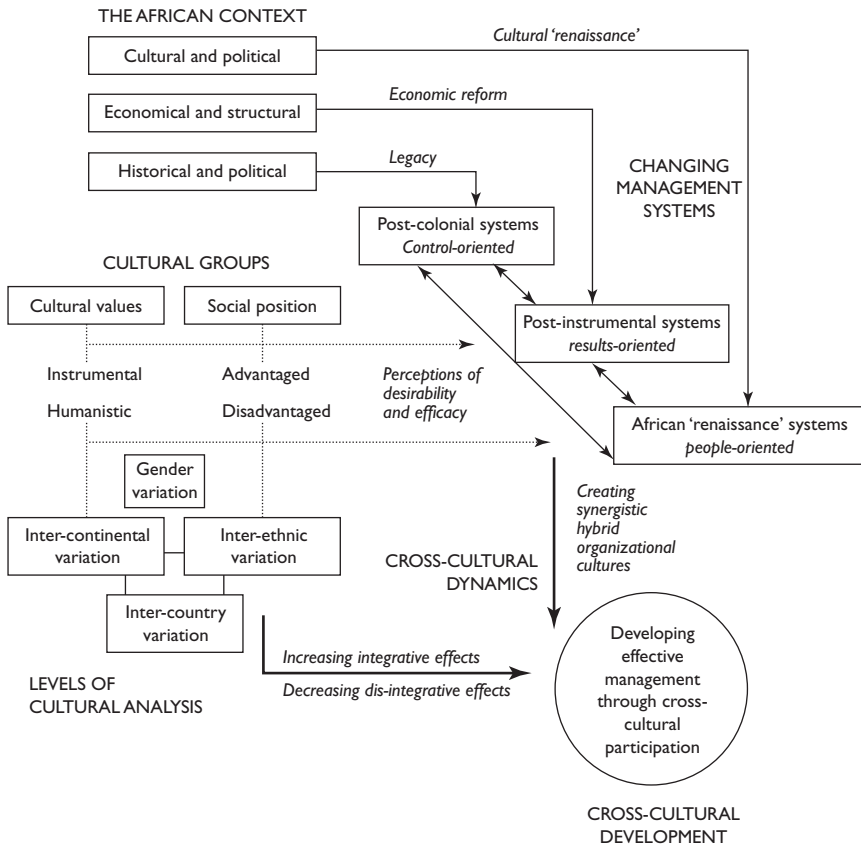 THE AFRICAN CONTEXT
Cultural and political
Cultural ‘renaissance’
Economical and structural
Economic reform
Historical and political
Legacy
CHANGING
MANAGEMENT
SYSTEMS
Post-colonial systems
Control-oriented
CULTURAL GROUPS
Cultural values
Social position
Post-instrumental systems
results-oriented
Instrumental
Advantaged
Humanistic
Disadvantaged
Perceptions of
desirability
and efficacy
African ‘renaissance’ systems
people-oriented
Gender
variation
Inter-continental
variation
Inter-ethnic
variation
Inter-country
variation
Creating
synergistic
hybrid
organizational
cultures
CROSS-CULTURAL
DYNAMICS
LEVELS OF
CULTURAL ANALYSIS
Increasing integrative effects
Decreasing dis-integrative effects
Developing
effective
management
through cross-
cultural
participation
CROSS-CULTURAL
DEVELOPMENT